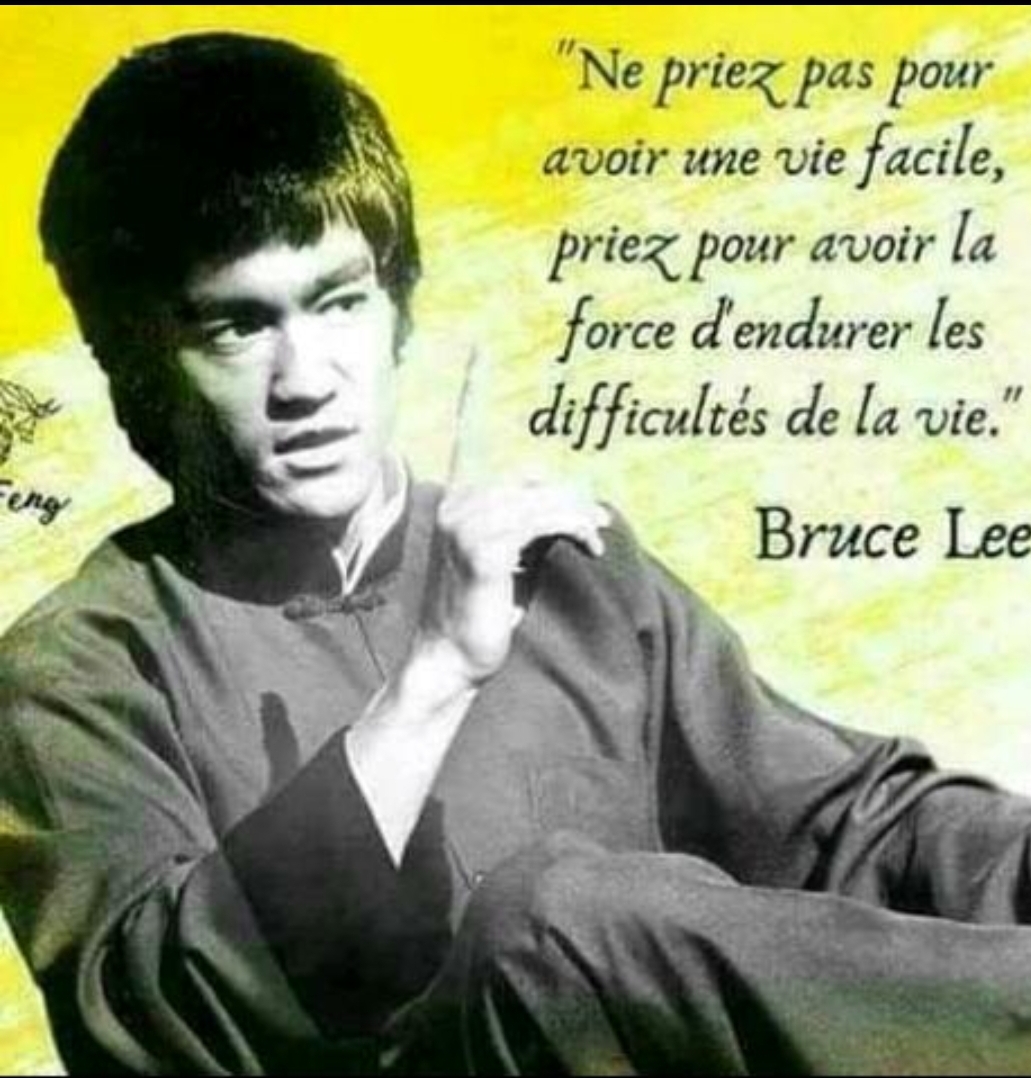 "Ne priez pas pour
avoir une vie facile,
priez pour avoir la
force d'endurer les
difficultés de la vie."
Bruce Lee
Feng